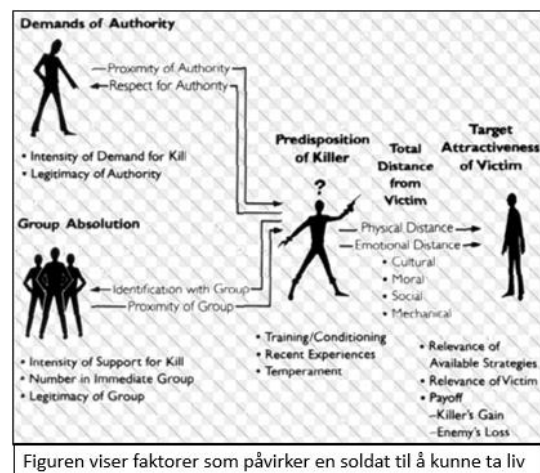 Demands of Authority
Proximity of Authority
Respect for Authority
• Intensity of Demand for Kill
• Legitimacy of Authority
Group Absolution
Identification with Group
Proximity of Group
• Intensity of Support for Kill
• Number in Immediate Group
• Legitimacy of Group
Predisposition
of Killer
?
• Training/Conditioning
• Recent Experiences
• Temperament
Total
Distance
from
Victim
Physical Distance
Emotional Distance
• Cultural
• Moral
• Social
• Mechanical
Target
Attractiveness
of Victim
• Relevance of
Available Strategies
• Relevance of Victim
• Payoff
–Killer's Gain
–Enemy's Loss
Figuren viser faktorer som påvirker en soldat til å kunne ta liv